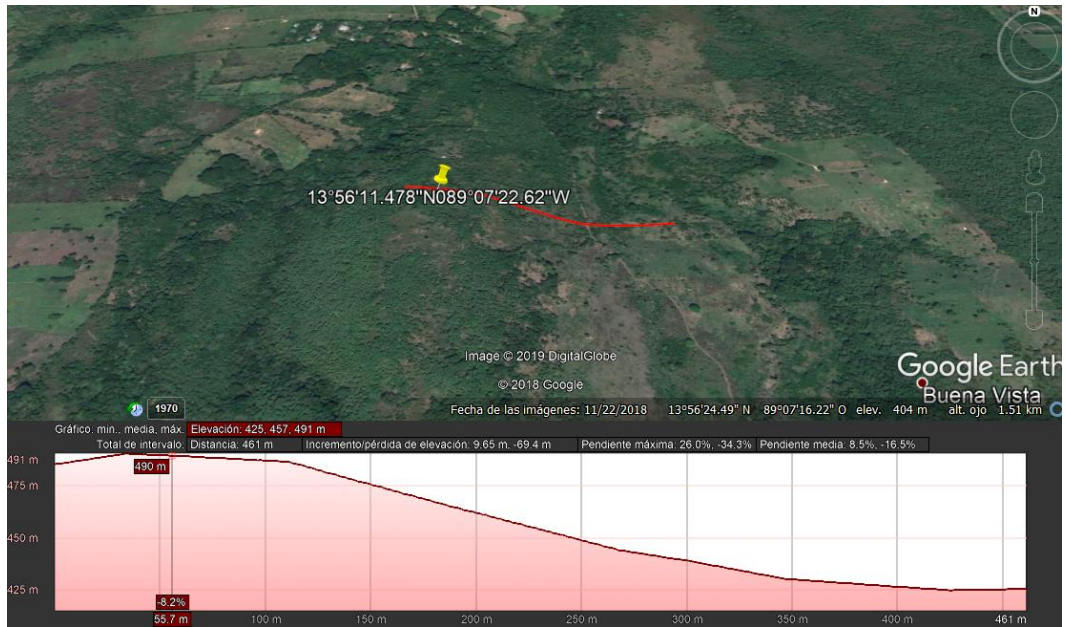 N
13°56'11.478"N089°07'22.62"W
Image © 2019 DigitalGlobe
© 2018 Google
Google Earth
Buena Vista
1970
Fecha de las imágenes: 11/22/2018 13°56'24.49" N 89°07'16.22" O elev. 404 m alt. ojo 1.51 km
Gráfico: min., media, máx. Elevación: 425, 457, 491 m
Total de intervalo: Distancia: 461 m Incremento/pérdida de elevación: 9.65 m, -69.4 m Pendiente máxima: 26.0%, -34.3% Pendiente media: 8.5%, -16.5%
491 m
490 m
475 m
450 m
425 m
-8.2%
55.7 m 100 m 150 m 200 m 250 m 300 m 350 m 400 m 461 m